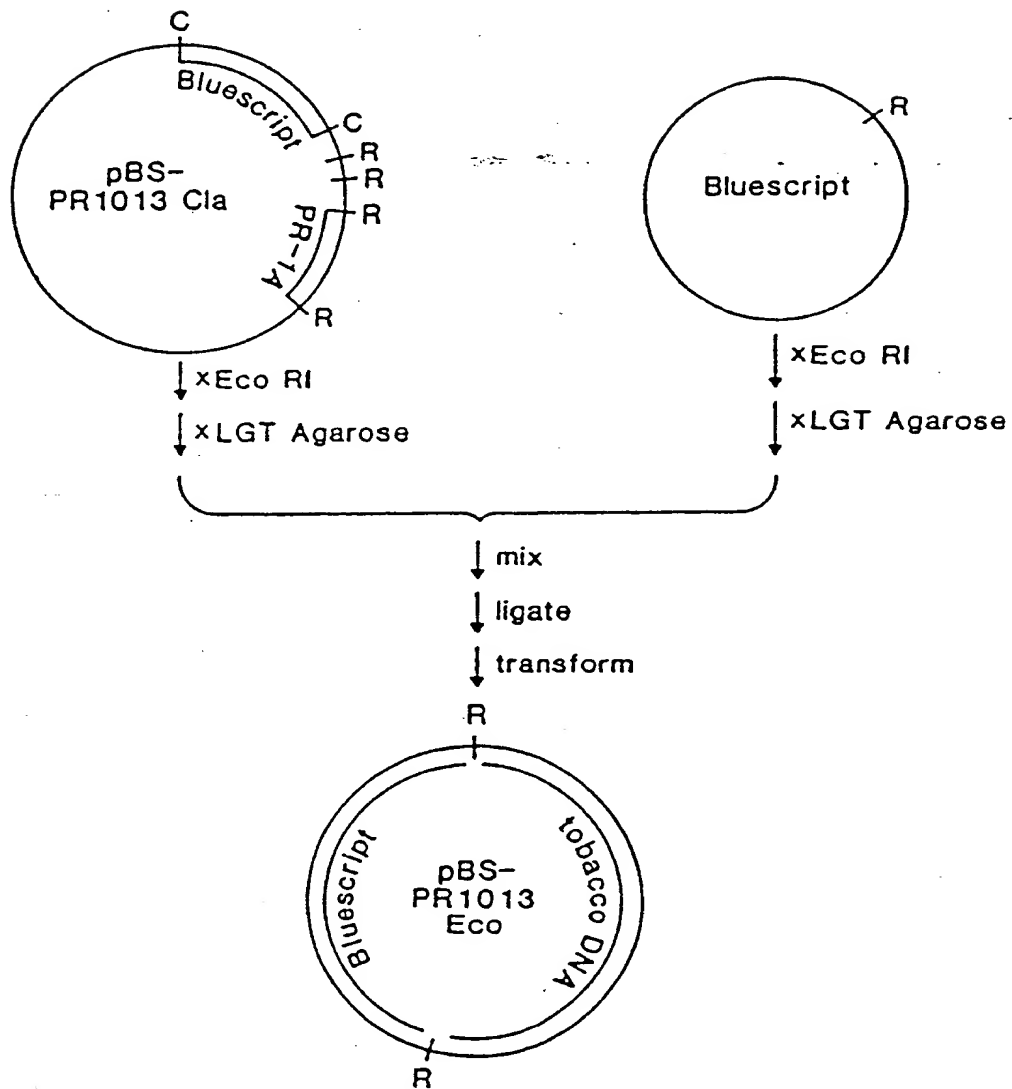 C
Bluescript
C
R
R
R
pBS-
PR1013 Cla
PR-1A
R
R
Bluescript
xEco RI
xLGT Agarose
xEco RI
xLGT Agarose
mix
ligate
transform
R
Bluescript
pBS-
PR1013
Eco
tobacco DNA
R